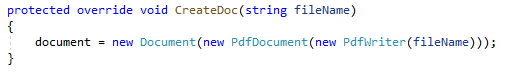 protected override void CreateDoc(string fileName)
{
    document = new Document(new PdfDocument(new PdfWriter(fileName)));
}